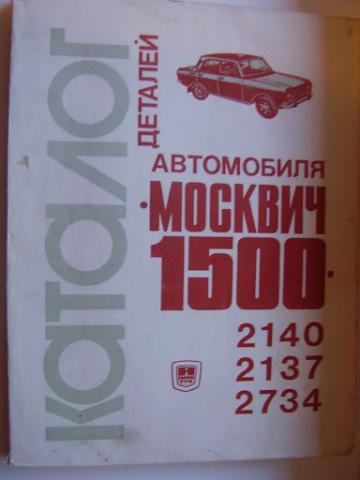 КАТАЛОГ
ДЕТАЛЕЙ
АВТОМОБИЛЯ
·МОСКВИЧ
1500·
2140
2137
2734